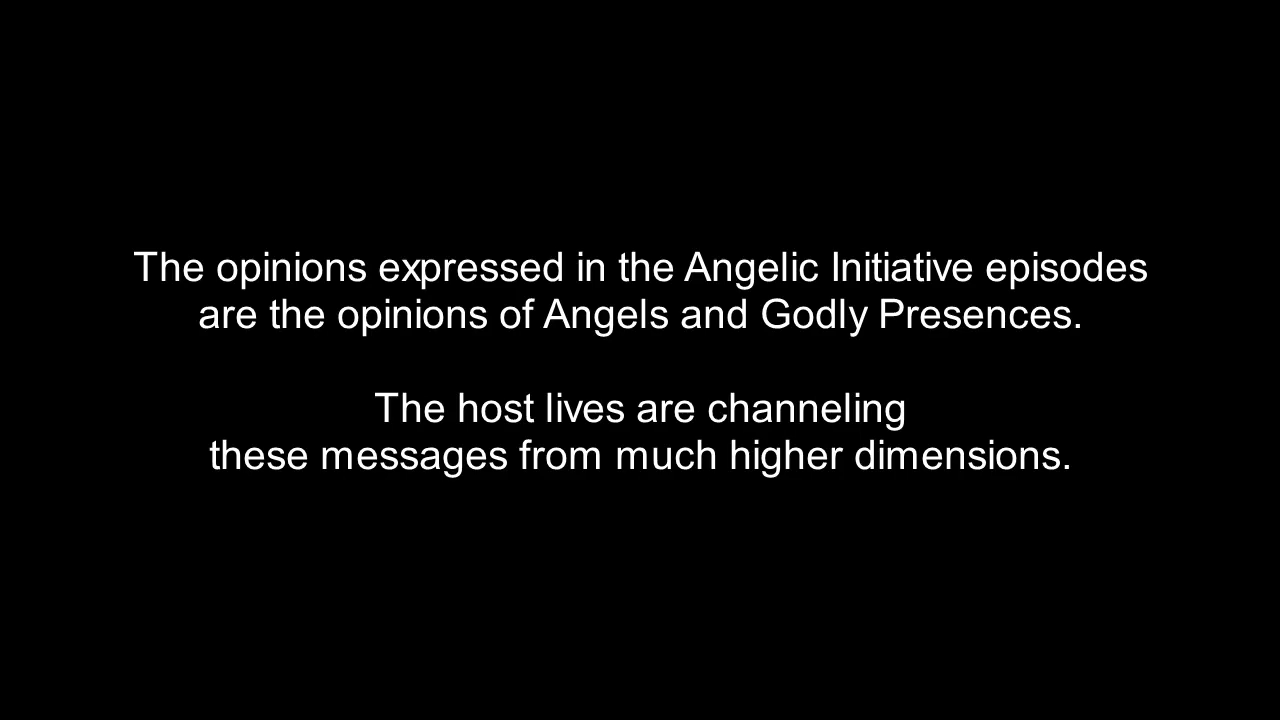 The opinions expressed in the Angelic Initiative episodes
are the opinions of Angels and Godly Presences.
The host lives are channeling
these messages from much higher dimensions.